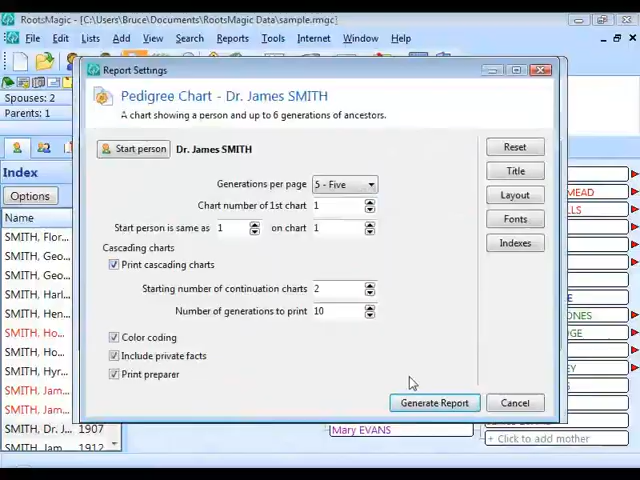 RootsMagic - [C:\Users\Bruce\Documents\RootsMagic Data\sample.rmgc]
File Edit Lists Add View Search Reports Tools Internet Window Help
Spouses: 2
Parents: 1
Index
Options
Name
SMITH, Flor...
SMITH, Geo...
SMITH, Geo...
SMITH, Harl...
SMITH, Hen...
SMITH, Ho...
SMITH, Ho...
SMITH, Hyr...
SMITH, Jam...
SMITH, Jam...
SMITH, Dr. J... 1907
SMITH, Jam... 1912
Report Settings
Pedigree Chart - Dr. James SMITH
A chart showing a person and up to 6 generations of ancestors.
Start person Dr. James SMITH
Generations per page 5 - Five
Chart number of 1st chart 1
Start person is same as 1 on chart 1
Cascading charts
Print cascading charts
Starting number of continuation charts 2
Number of generations to print 10
Color coding
Include private facts
Print preparer
Generate Report Cancel
Reset
Title
Layout
Fonts
Indexes
MEAD
LLS
ONES
GE
Mary EVANS
+ Click to add mother